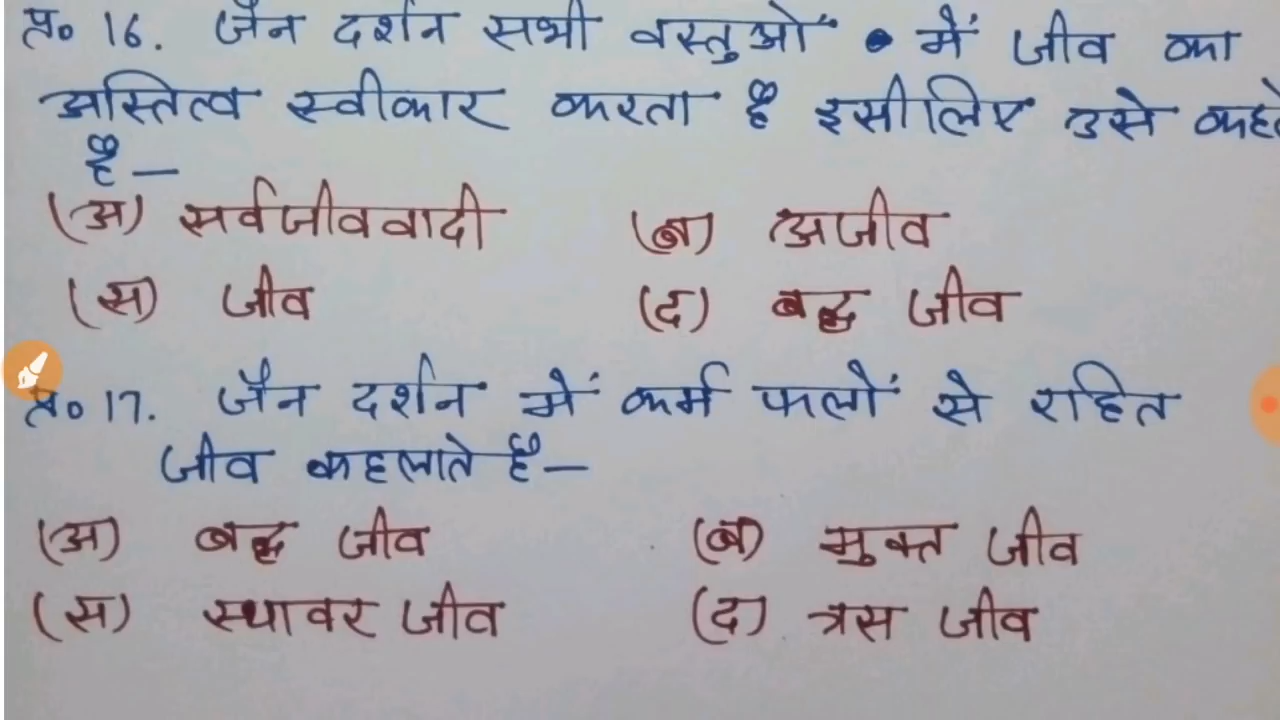 प्र० 16. जैन दर्शन सभी वस्तुओं में जीव का
अस्तित्व स्वीकार करता है इसीलिए उसे कहते
है —
(अ) सर्वजीववादी (ब) अजीव
(स) जीव (द) बद्ध जीव
प्र० 17. जैन दर्शन में कर्म फलों से रहित
जीव कहलाते है —
(अ) बद्ध जीव (ब) मुक्त जीव
(स) स्थावर जीव (द) त्रस जीव